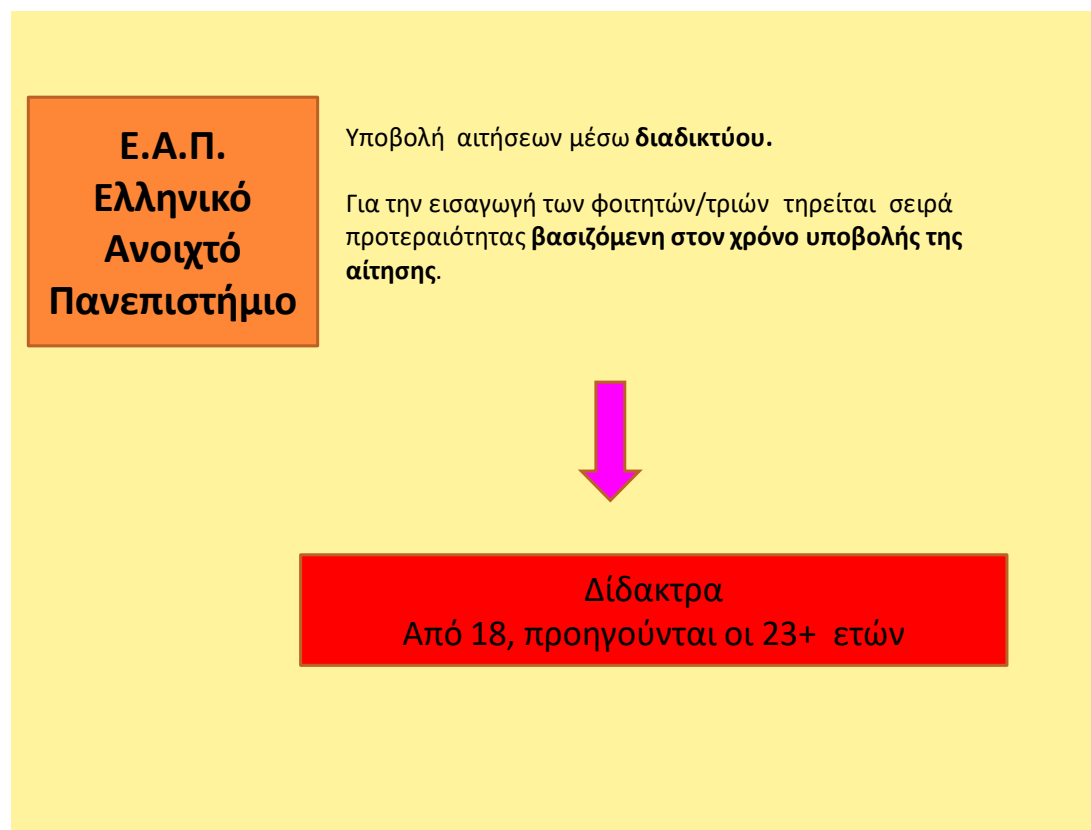 Ε.Α.Π.
Ελληνικό
Ανοιχτό
Πανεπιστήμιο
Υποβολή αιτήσεων μέσω διαδικτύου.
Για την εισαγωγή των φοιτητών/τριών τηρείται σειρά
προτεραιότητας βασιζόμενη στον χρόνο υποβολής της
αίτησης.
Δίδακτρα
Από 18, προηγούνται οι 23+ ετών